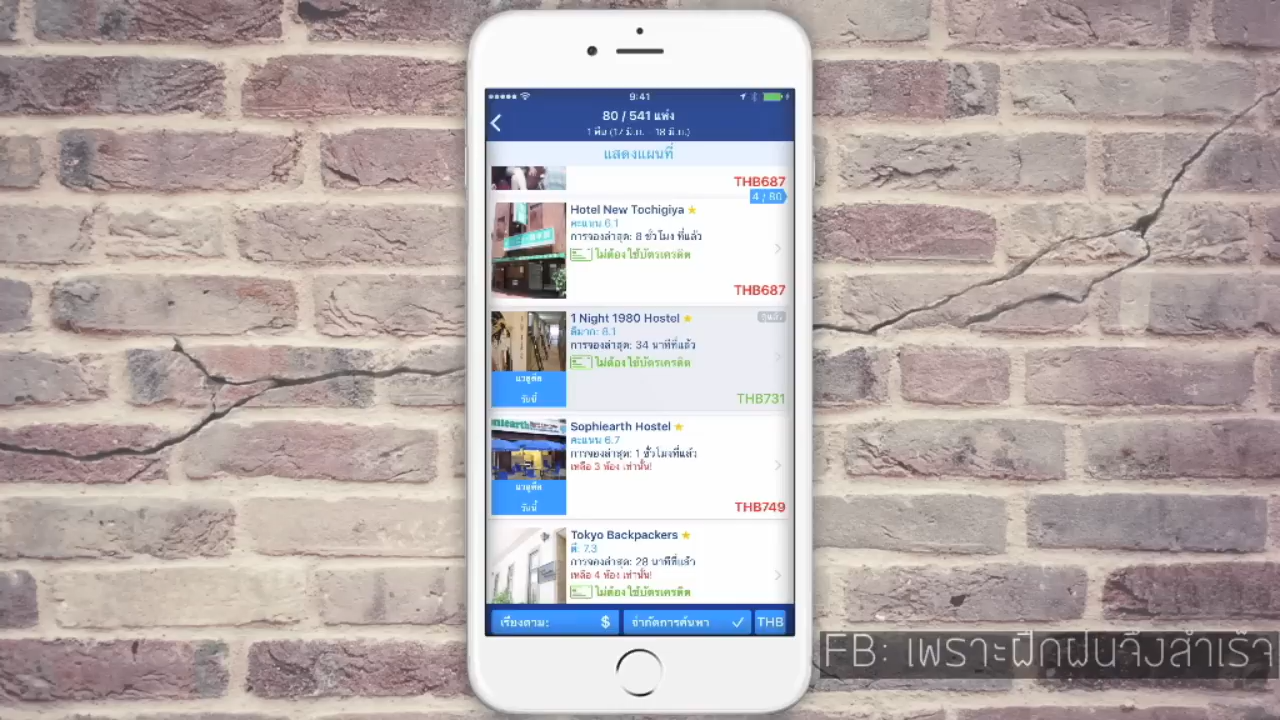 9:41
80 / 541 แห่ง
1 คืน (17 มิ.ย. - 18 มิ.ย.)
แสดงแผนที่
THB687
4 / 80
Hotel New Tochigiya
คะแนน 6.1
การจองล่าสุด: 8 ชั่วโมง ที่แล้ว
ไม่ต้องใช้บัตรเครดิต
THB687
1 Night 1980 Hostel
ดูแล้ว
ดีมาก: 8.1
การจองล่าสุด: 34 นาทีที่แล้ว
ไม่ต้องใช้บัตรเครดิต
แวลูดีล
วันนี้
THB731
Sophiearth Hostel
คะแนน 6.7
การจองล่าสุด: 1 ชั่วโมงที่แล้ว
เหลือ 3 ห้อง เท่านั้น!
แวลูดีล
วันนี้
THB749
Tokyo Backpackers
ดี: 7.3
การจองล่าสุด: 28 นาทีที่แล้ว
เหลือ 4 ห้อง เท่านั้น!
ไม่ต้องใช้บัตรเครดิต
เรียงตาม: $ จำกัดการค้นหา THB
FB: เพราะฝึกฝนจึงสำเร็จ